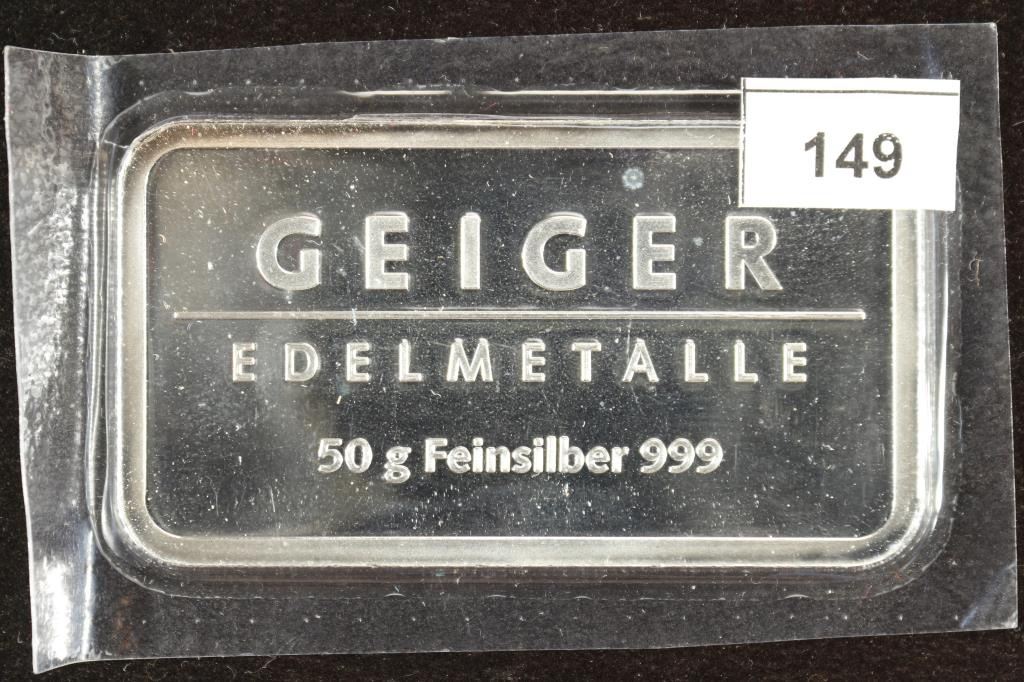 149
GEIGER
EDELMETALLE
50 g Feinsilber 999